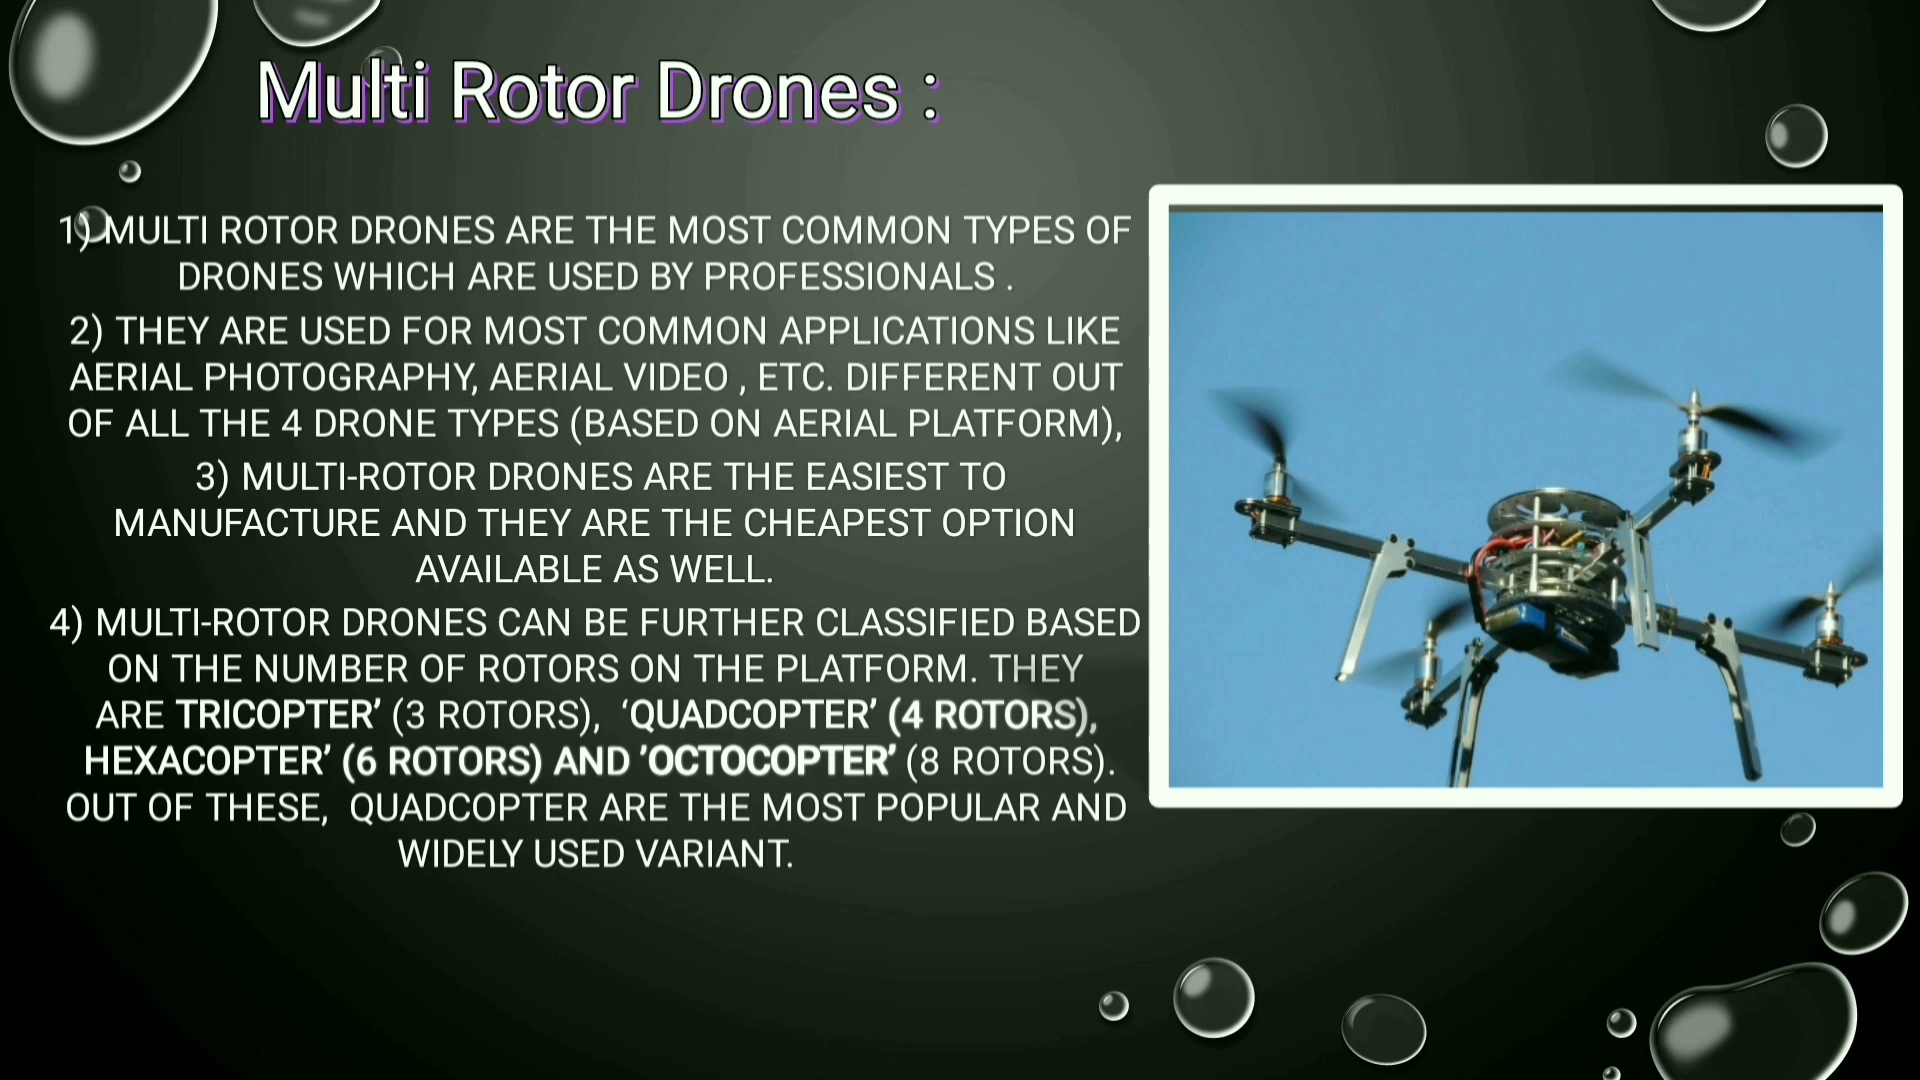 Multi Rotor Drones :
1) MULTI ROTOR DRONES ARE THE MOST COMMON TYPES OF
DRONES WHICH ARE USED BY PROFESSIONALS .
2) THEY ARE USED FOR MOST COMMON APPLICATIONS LIKE
AERIAL PHOTOGRAPHY, AERIAL VIDEO , ETC. DIFFERENT OUT
OF ALL THE 4 DRONE TYPES (BASED ON AERIAL PLATFORM),
3) MULTI-ROTOR DRONES ARE THE EASIEST TO
MANUFACTURE AND THEY ARE THE CHEAPEST OPTION
AVAILABLE AS WELL.
4) MULTI-ROTOR DRONES CAN BE FURTHER CLASSIFIED BASED
ON THE NUMBER OF ROTORS ON THE PLATFORM. THEY
ARE TRICOPTER’ (3 ROTORS), ‘QUADCOPTER’ (4 ROTORS),
HEXACOPTER’ (6 ROTORS) AND ’OCTOCOPTER’ (8 ROTORS).
OUT OF THESE, QUADCOPTER ARE THE MOST POPULAR AND
WIDELY USED VARIANT.